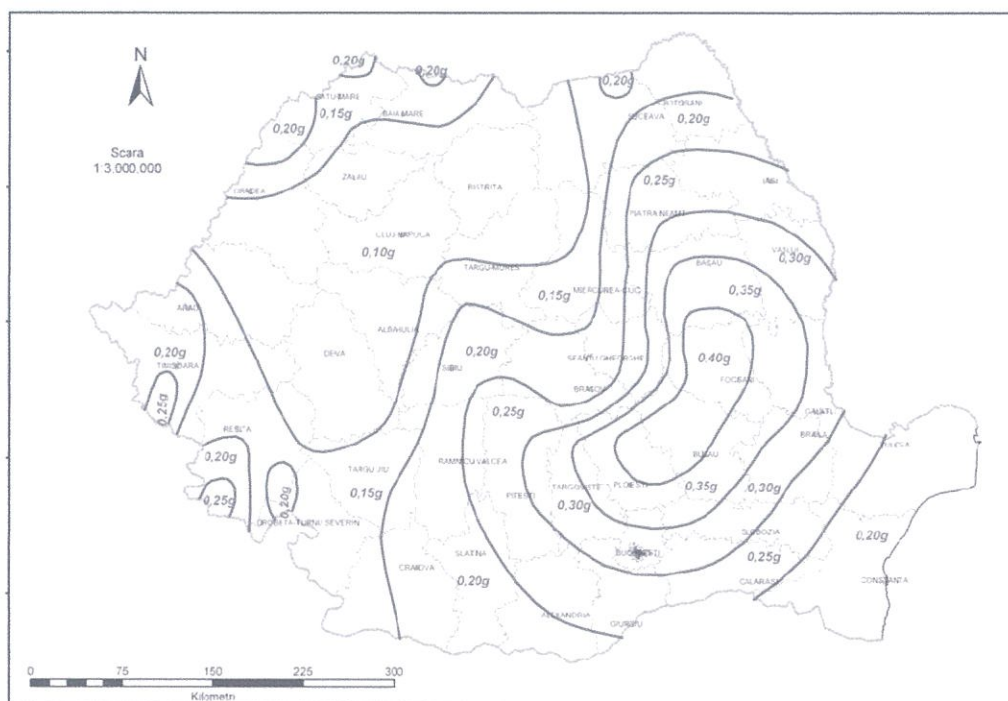 0,20g
0,20g
N
SATU MARE
0,15g
BAIA MARE
0,20g
Scara
1:3.000.000
ORADEA
ZALAU
BISTRITA
0,20g
BOTOSANI
SUCEAVA
0,20g
0,25g
IASI
PIATRA NEAMT
CLUJ NAPOCA
0,10g
VASLUI
0,30g
BACAU
TARGU-MURES
0,15g
MIERCUREA-CIUC
0,35g
ARAD
ALBA IULIA
0,20g
TIMISOARA
DEVA
0,20g
SIBIU
SFANTU GHEORGHE
0,40g
FOCSANI
BRASOV
0,25g
0,25g
GALATI
BRAILA
TULCEA
RESITA
0,20g
RAMNICU VALCEA
BUZAU
TARGU JIU
0,15g
PITESTI
TARGOVISTE
PLOIESTI
0,35g
0,30g
0,25g
0,20g
0,30g
DROBETA-TURNU SEVERIN
SLOBOZIA
0,20g
SLATINA
BUCURESTI
0,25g
CRAIOVA
0,20g
CALARASI
CONSTANTA
ALEXANDRIA
GIURGIU
0 75 150 225 300
Kilometri